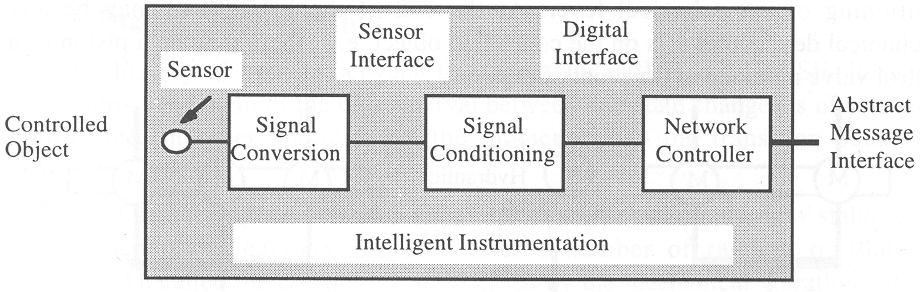 Sensor
Interface
Digital
Interface
Sensor
Controlled
Object
Signal
Conversion
Signal
Conditioning
Network
Controller
Abstract
Message
Interface
Intelligent Instrumentation